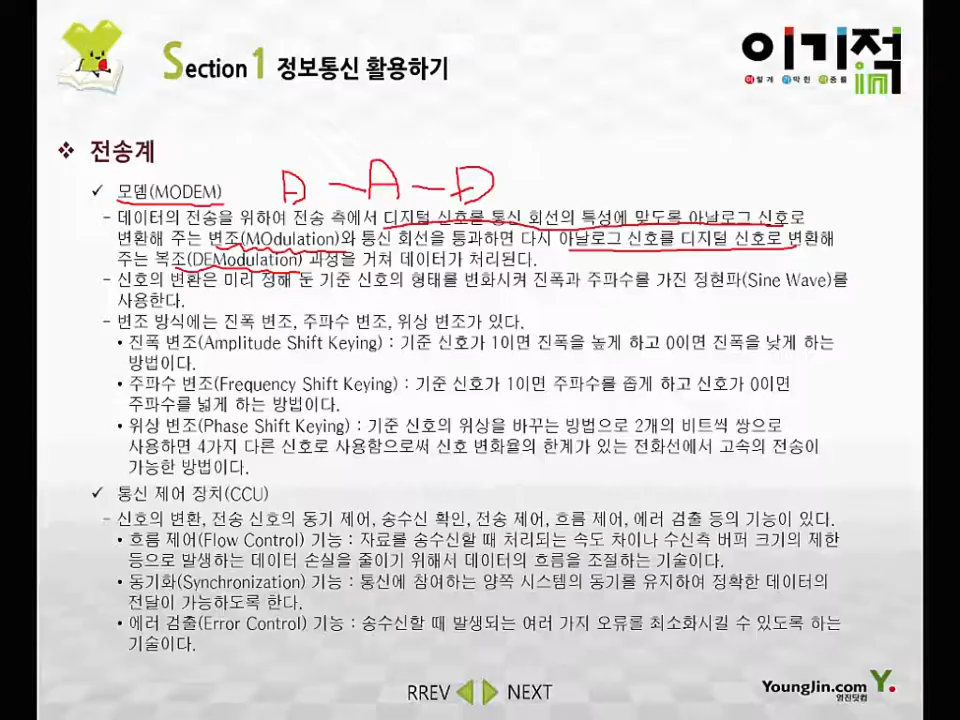 Section 1 정보통신 활용하기
이기적in
이렇게 기막힌 적중률
❖ 전송계
✓ 모뎀(MODEM)
D – A – D
- 데이터의 전송을 위하여 전송 측에서 디지털 신호를 통신 회선의 특성에 맞도록 아날로그 신호로
변환해 주는 변조(MOdulation)와 통신 회선을 통과하면 다시 아날로그 신호를 디지털 신호로 변환해
주는 복조(DEModulation) 과정을 거쳐 데이터가 처리된다.
- 신호의 변환은 미리 정해 둔 기준 신호의 형태를 변화시켜 진폭과 주파수를 가진 정현파(Sine Wave)를
사용한다.
- 변조 방식에는 진폭 변조, 주파수 변조, 위상 변조가 있다.
• 진폭 변조(Amplitude Shift Keying) : 기준 신호가 1이면 진폭을 높게 하고 0이면 진폭을 낮게 하는
방법이다.
• 주파수 변조(Frequency Shift Keying) : 기준 신호가 1이면 주파수를 좁게 하고 신호가 0이면
주파수를 넓게 하는 방법이다.
• 위상 변조(Phase Shift Keying) : 기준 신호의 위상을 바꾸는 방법으로 2개의 비트씩 쌍으로
사용하면 4가지 다른 신호로 사용함으로써 신호 변화율의 한계가 있는 전화선에서 고속의 전송이
가능한 방법이다.
✓ 통신 제어 장치(CCU)
- 신호의 변환, 전송 신호의 동기 제어, 송수신 확인, 전송 제어, 흐름 제어, 에러 검출 등의 기능이 있다.
• 흐름 제어(Flow Control) 기능 : 자료를 송수신할 때 처리되는 속도 차이나 수신측 버퍼 크기의 제한
등으로 발생하는 데이터 손실을 줄이기 위해서 데이터의 흐름을 조절하는 기술이다.
• 동기화(Synchronization) 기능 : 통신에 참여하는 양쪽 시스템의 동기를 유지하여 정확한 데이터의
전달이 가능하도록 한다.
• 에러 검출(Error Control) 기능 : 송수신할 때 발생되는 여러 가지 오류를 최소화시킬 수 있도록 하는
기술이다.
RREV NEXT
YoungJin.com Y.
영진닷컴